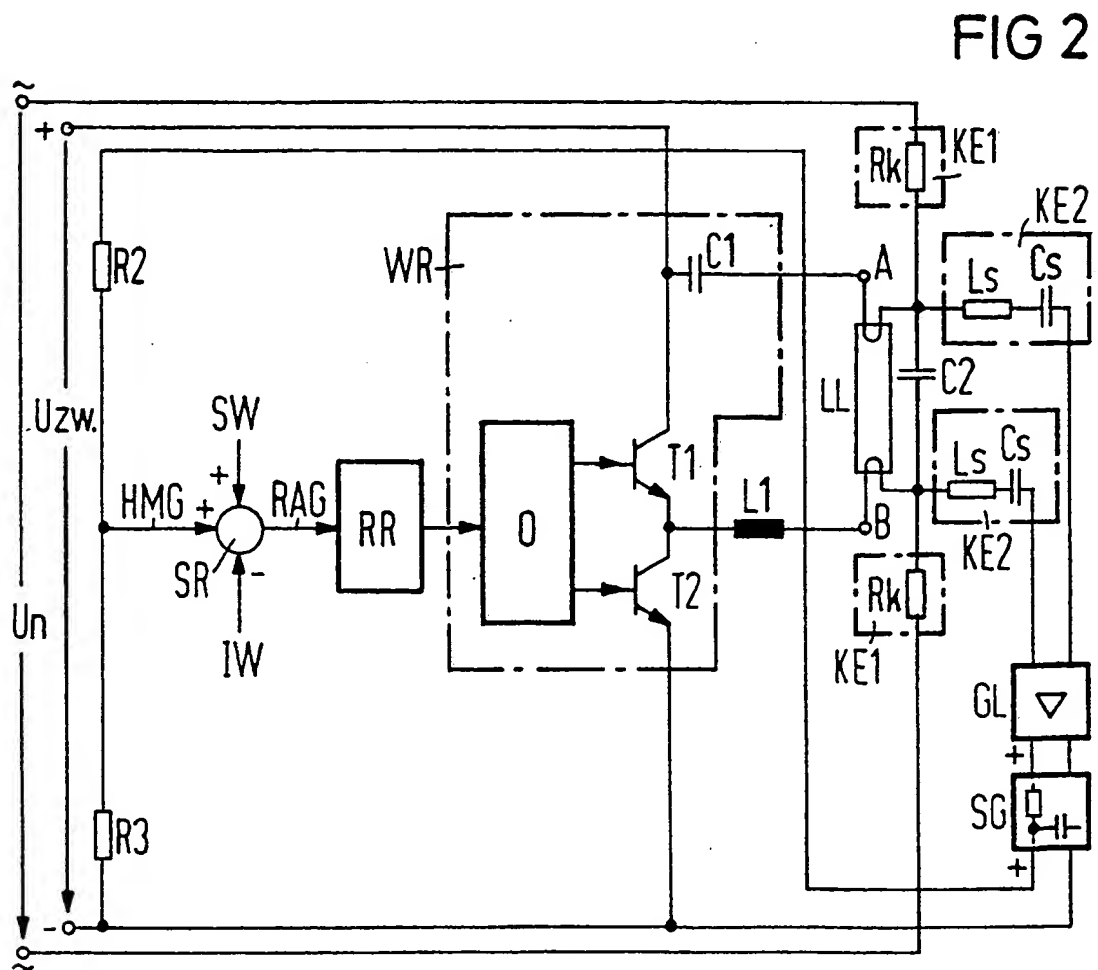 FIG 2
~
+
Rk
KE1
KE2
R2
WR
C1
A
Ls
Cs
Uzw.
LL
C2
SW
+
T1
Ls
Cs
HMG
+
RAG
RR
O
L1
B
KE2
SR
-
T2
Rk
Un
IW
KE1
GL
+
SG
R3
+
-
~